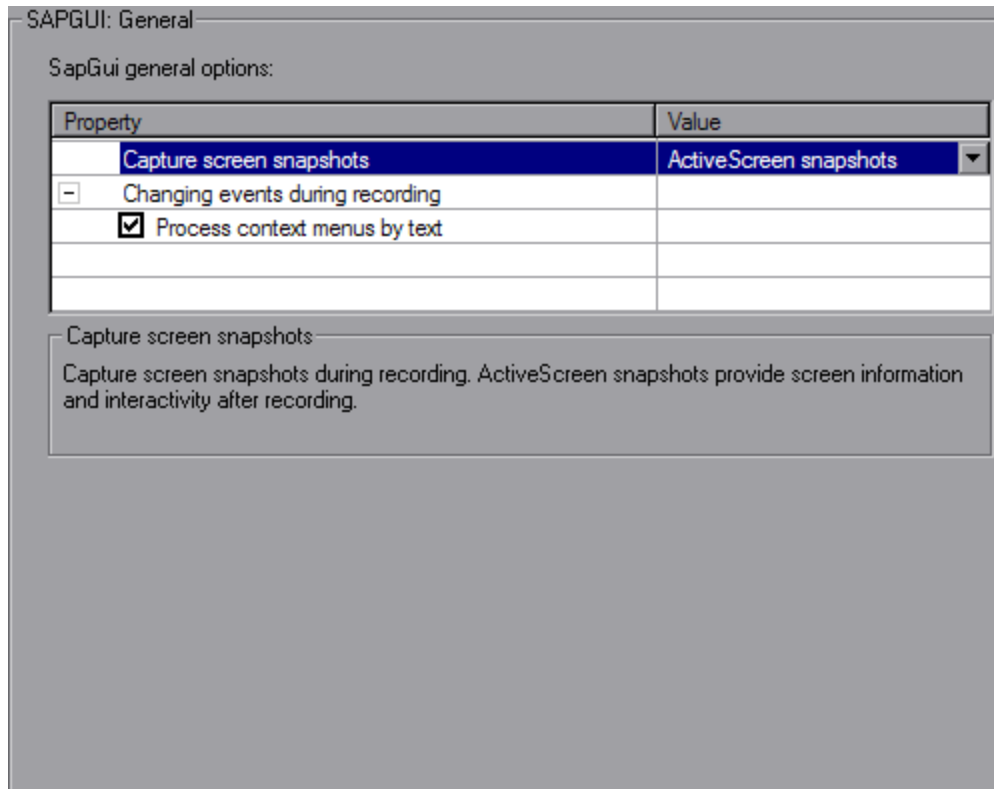 SAPGUI: General
SapGui general options:
Property Value
Capture screen snapshots ActiveScreen snapshots
Changing events during recording
Process context menus by text
Capture screen snapshots
Capture screen snapshots during recording. ActiveScreen snapshots provide screen information
and interactivity after recording.